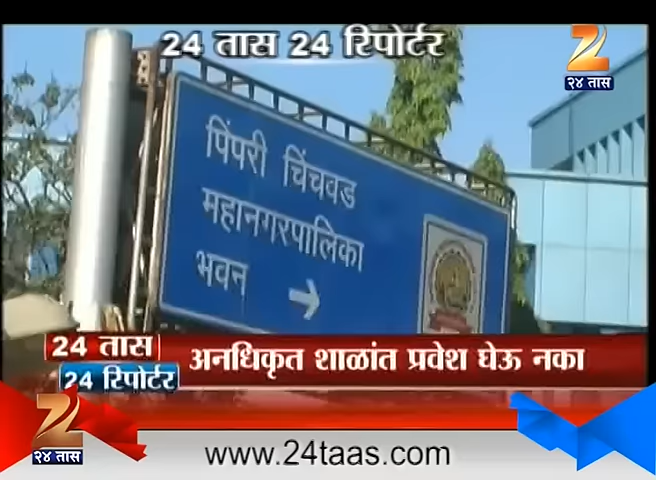 24 तास 24 रिपोर्टर
२४ तास
पिंपरी चिंचवड
महानगरपालिका
भवन →
24 तास
24 रिपोर्टर
अनधिकृत शाळांत प्रवेश घेऊ नका
२४ तास
www.24taas.com